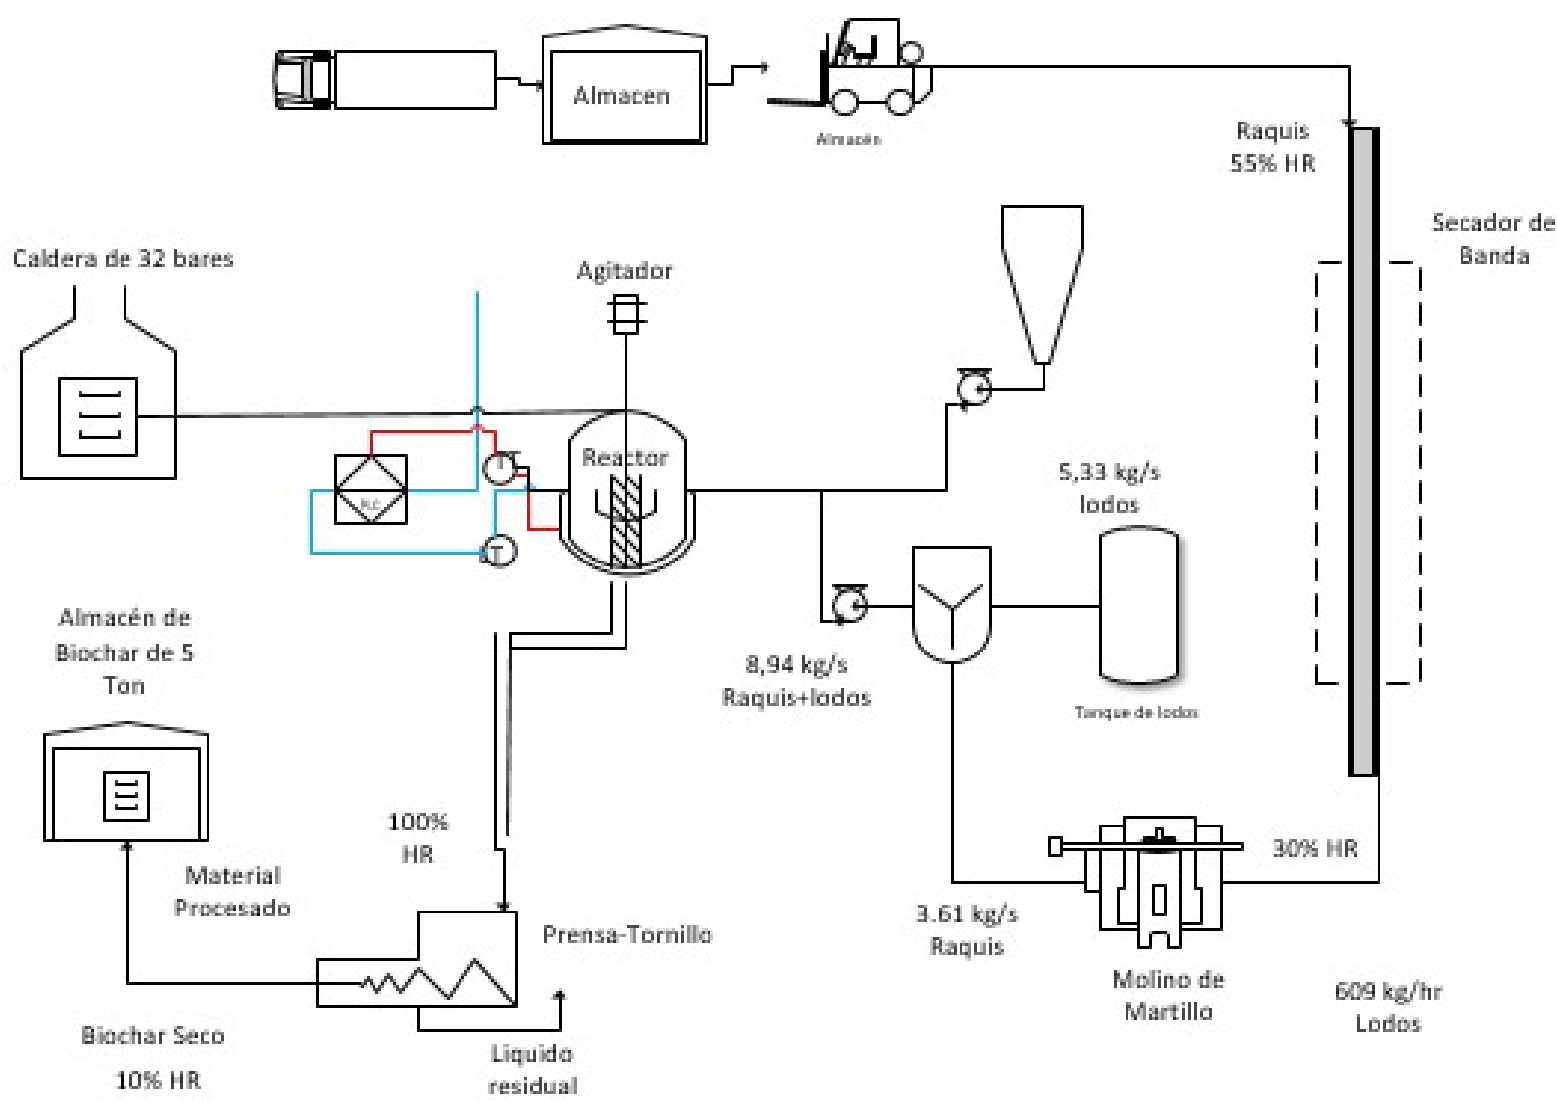 Almacen
Almacén
Raquis
55% HR
Secador de
Banda
Caldera de 32 bares
Agitador
Reactor
TT
PLC
5,33 kg/s
lodos
Almacén de
Biochar de 5
Ton
8,94 kg/s
Raquis+lodos
Tanque de lodos
100%
HR
Material
Procesado
30% HR
3.61 kg/s
Raquis
Prensa-Tornillo
Molino de
Martillo
609 kg/hr
Lodos
Biochar Seco
10% HR
Liquido
residual